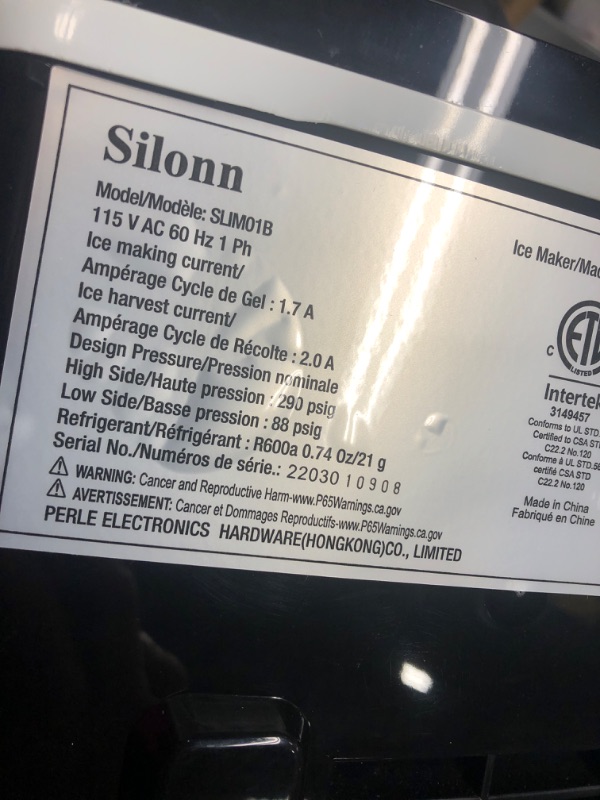 Silonn
Model/Modèle: SLIM01B
115 V AC 60 Hz 1 Ph
Ice making current/
Ampérage Cycle de Gel : 1.7 A
Ice harvest current/
Ampérage Cycle de Récolte : 2.0 A
Design Pressure/Pression nominale
High Side/Haute pression : 290 psig
Low Side/Basse pression : 88 psig
Refrigerant/Réfrigérant : R600a 0.74 Oz/21 g
Serial No./Numéros de série.: 2203010908
⚠ WARNING: Cancer and Reproductive Harm-www.P65Warnings.ca.gov
⚠ AVERTISSEMENT: Cancer et Dommages Reproductifs-www.P65Warnings.ca.gov
PERLE ELECTRONICS HARDWARE(HONGKONG)CO., LIMITED
Ice Maker/
C
LISTED
3149457
Conforms to UL STD.
Certified to CSA
C22.2 No.120
Conforme à UL STD.
certifié CSA STD
C22.2 No.120
Made in China
Fabriqué en Chine